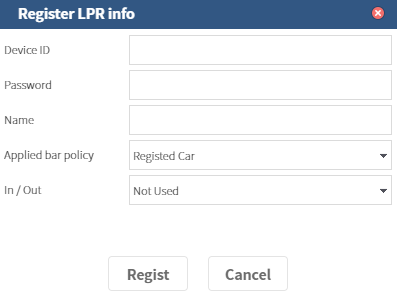 Register LPR info
Device ID
Password
Name
Applied bar policy
Registed Car
In / Out
Not Used
Regist
Cancel